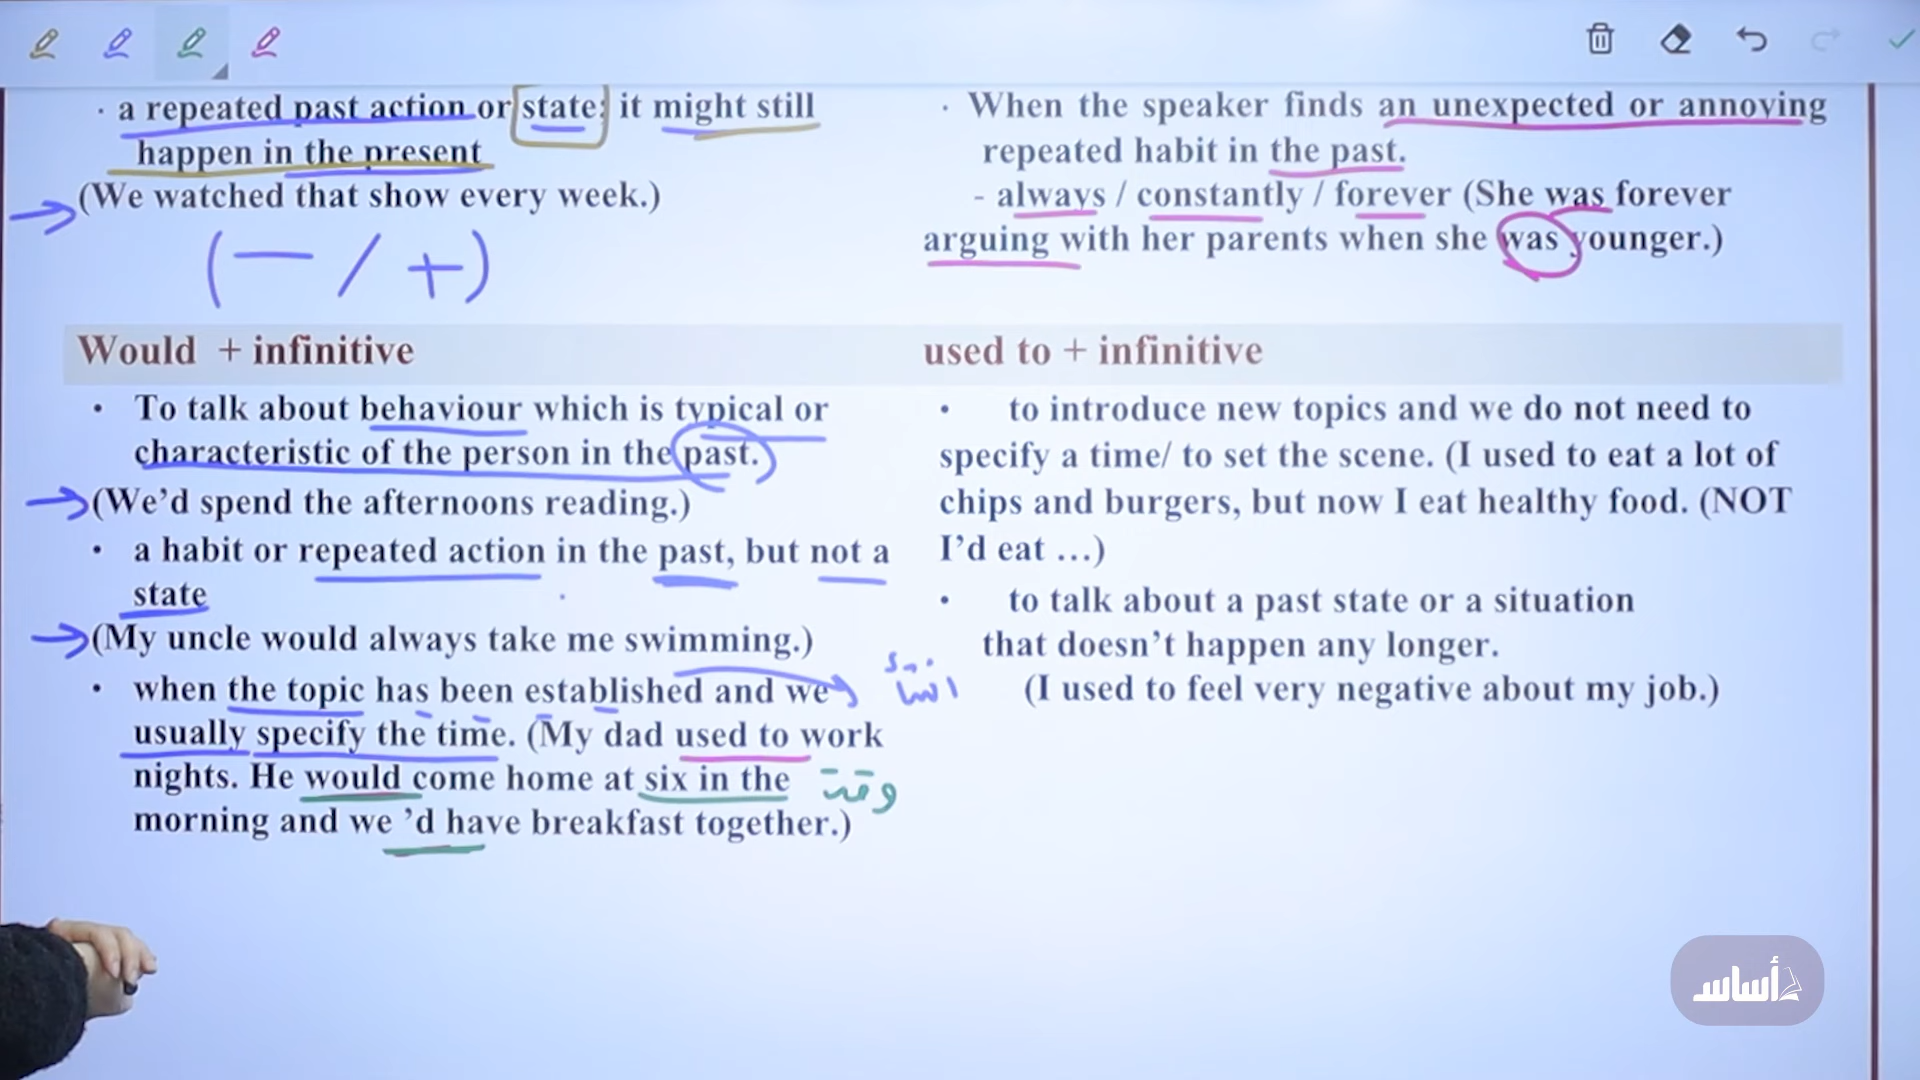 · a repeated past action or state; it might still
happen in the present
(We watched that show every week.)
(— / +)
· When the speaker finds an unexpected or annoying
repeated habit in the past.
- always / constantly / forever (She was forever
arguing with her parents when she was younger.)
Would + infinitive
• To talk about behaviour which is typical or
characteristic of the person in the past.
(We’d spend the afternoons reading.)
• a habit or repeated action in the past, but not a
state
(My uncle would always take me swimming.)
• when the topic has been established and we
usually specify the time. (My dad used to work
nights. He would come home at six in the
morning and we ’d have breakfast together.)
used to + infinitive
• to introduce new topics and we do not need to
specify a time/ to set the scene. (I used to eat a lot of
chips and burgers, but now I eat healthy food. (NOT
I’d eat …)
• to talk about a past state or a situation
that doesn’t happen any longer.
(I used to feel very negative about my job.)
أساس